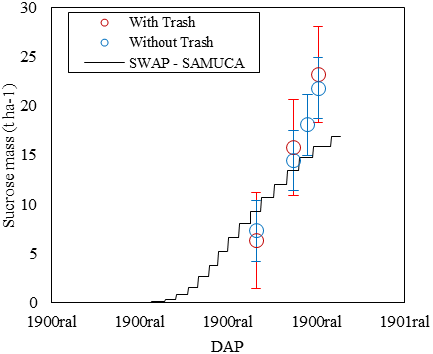 30
25
20
15
10
5
0
Sucrose mass (t ha-1)
With Trash
Without Trash
SWAP - SAMUCA
1900ral 1900ral 1900ral 1900ral 1901ral
DAP